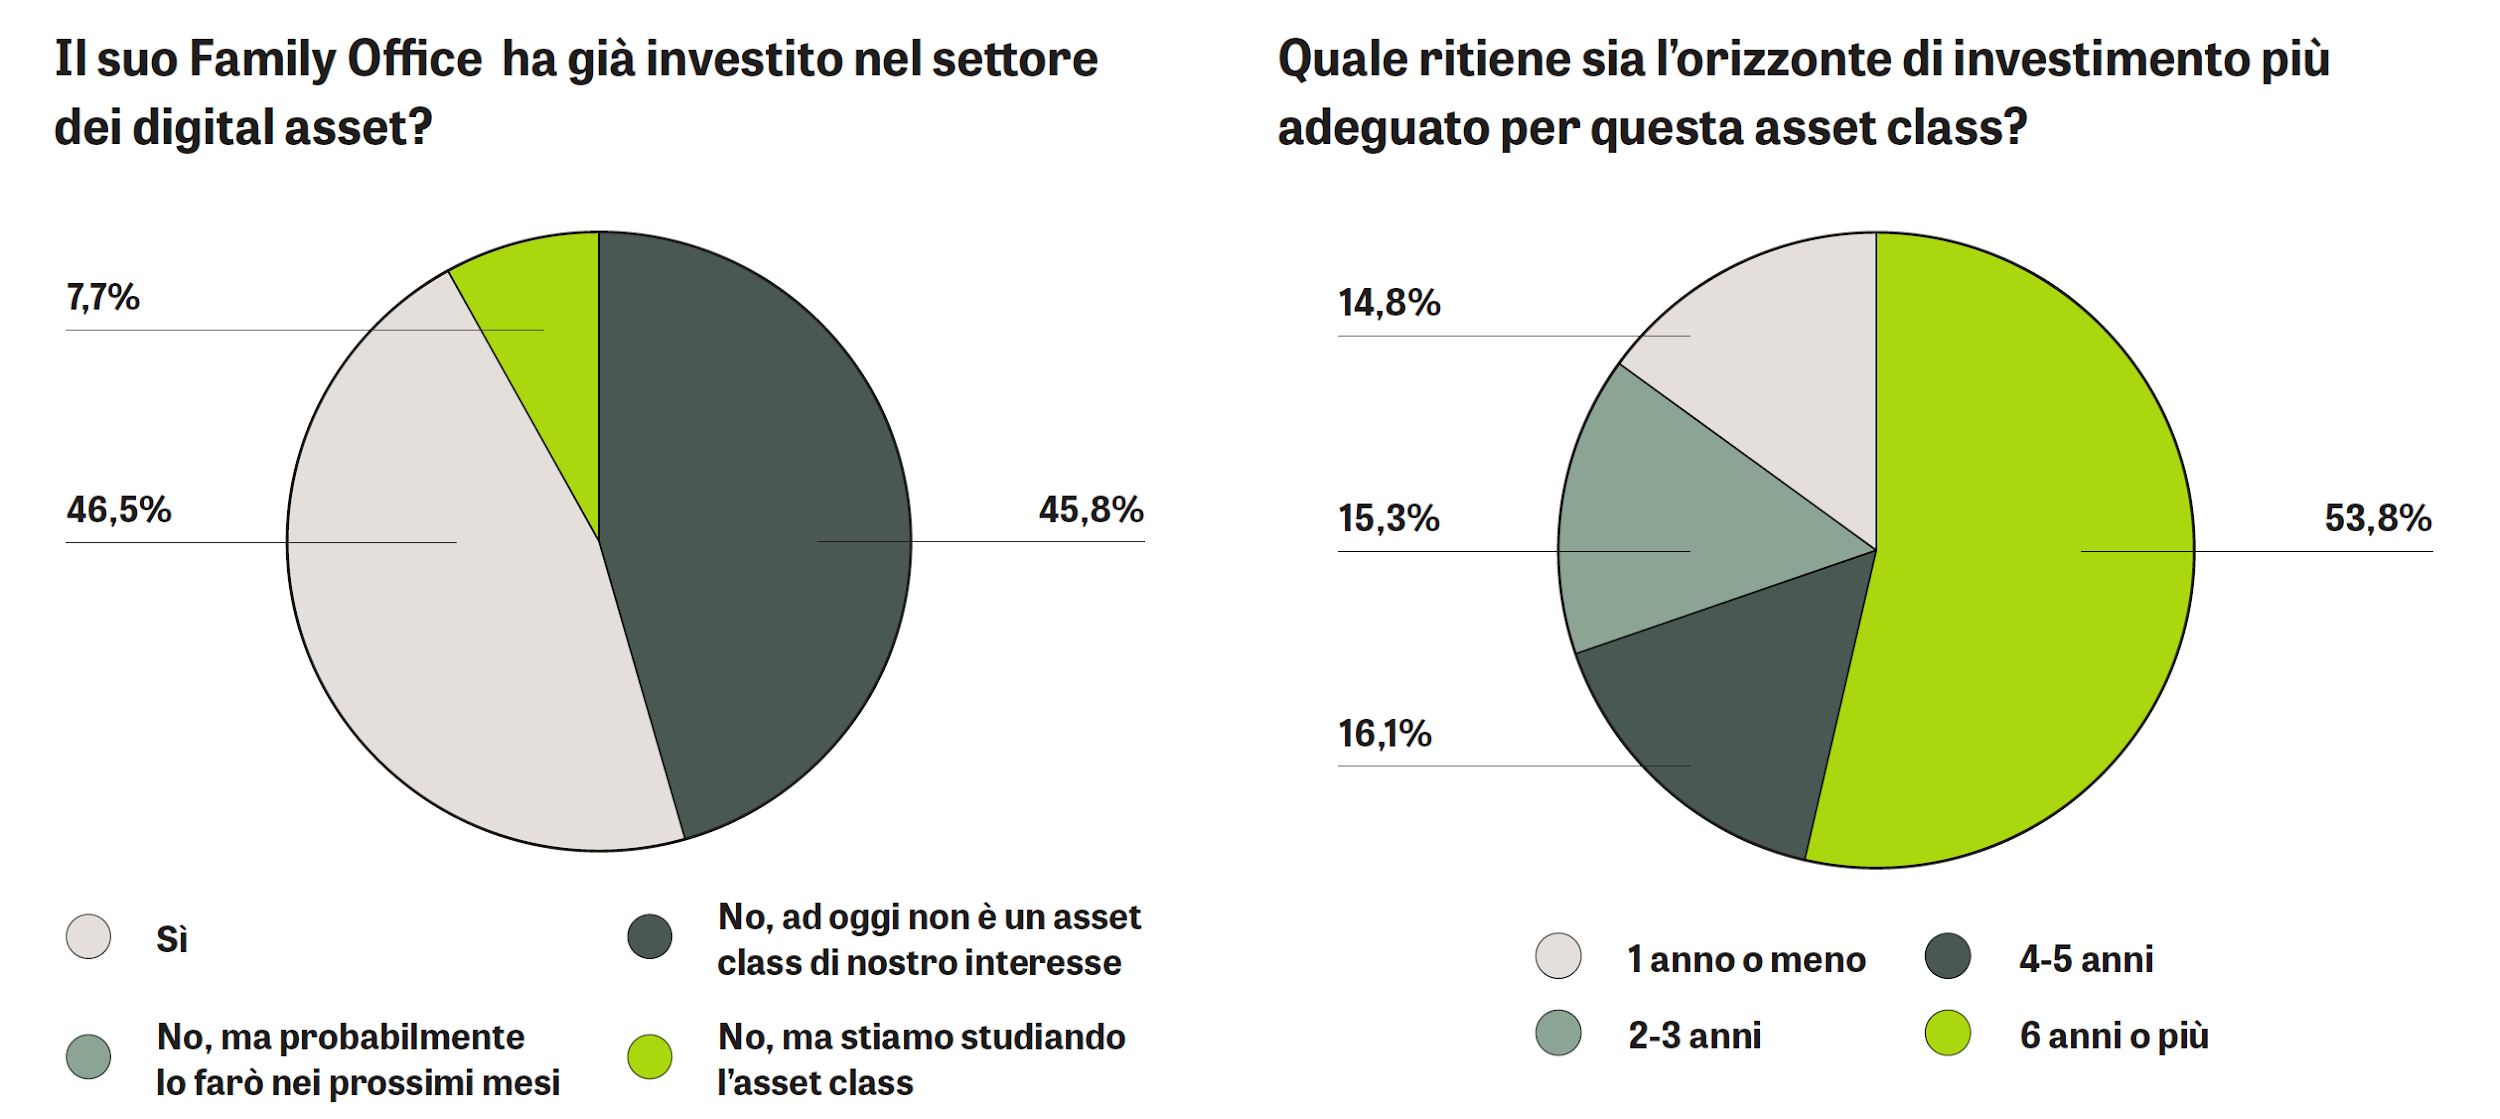 Il suo Family Office ha già investito nel settore
dei digital asset?
7,7%
46,5%
45,8%
Sì
No, ad oggi non è un asset
class di nostro interesse
No, ma probabilmente
lo farò nei prossimi mesi
No, ma stiamo studiando
l’asset class
Quale ritiene sia l’orizzonte di investimento più
adeguato per questa asset class?
14,8%
15,3%
53,8%
16,1%
1 anno o meno
4-5 anni
2-3 anni
6 anni o più